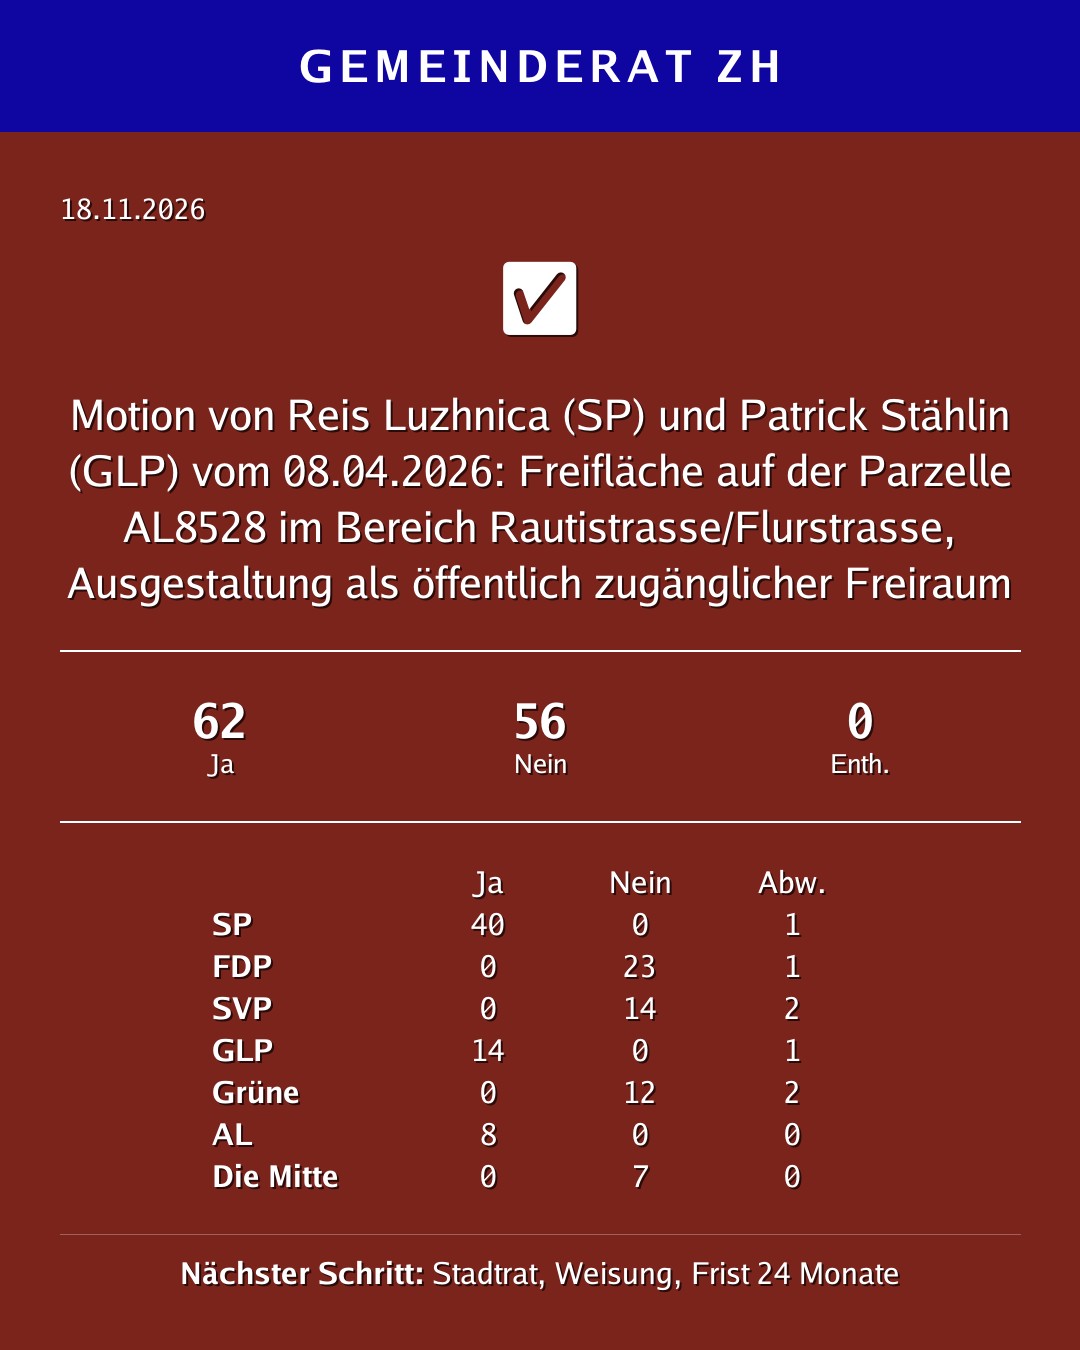 GEMEINDERAT ZH
18.11.2026
Motion von Reis Luzhnica (SP) und Patrick Stählin
(GLP) vom 08.04.2026: Freifläche auf der Parzelle
AL8528 im Bereich Rautistrasse/Flurstrasse,
Ausgestaltung als öffentlich zugänglicher Freiraum
62 56 0
Ja Nein Enth.
Ja Nein Abw.
SP 40 0 1
FDP 0 23 1
SVP 0 14 2
GLP 14 0 1
Grüne 0 12 2
AL 8 0 0
Die Mitte 0 7 0
Nächster Schritt: Stadtrat, Weisung, Frist 24 Monate